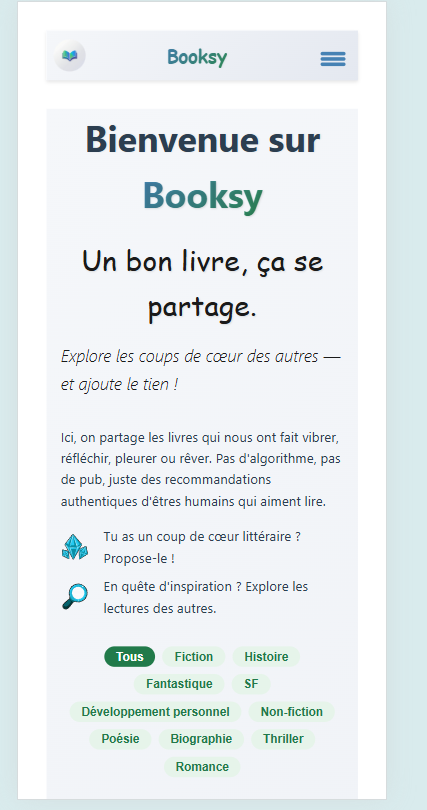 Booksy
Bienvenue sur
Booksy
Un bon livre, ça se
partage.
Explore les coups de cœur des autres —
et ajoute le tien !
Ici, on partage les livres qui nous ont fait vibrer,
réfléchir, pleurer ou rêver. Pas d'algorithme, pas
de pub, juste des recommandations
authentiques d'êtres humains qui aiment lire.
Tu as un coup de cœur littéraire ?
Propose-le !
En quête d'inspiration ? Explore les
lectures des autres.
Tous Fiction Histoire
Fantastique SF
Développement personnel Non-fiction
Poésie Biographie Thriller
Romance